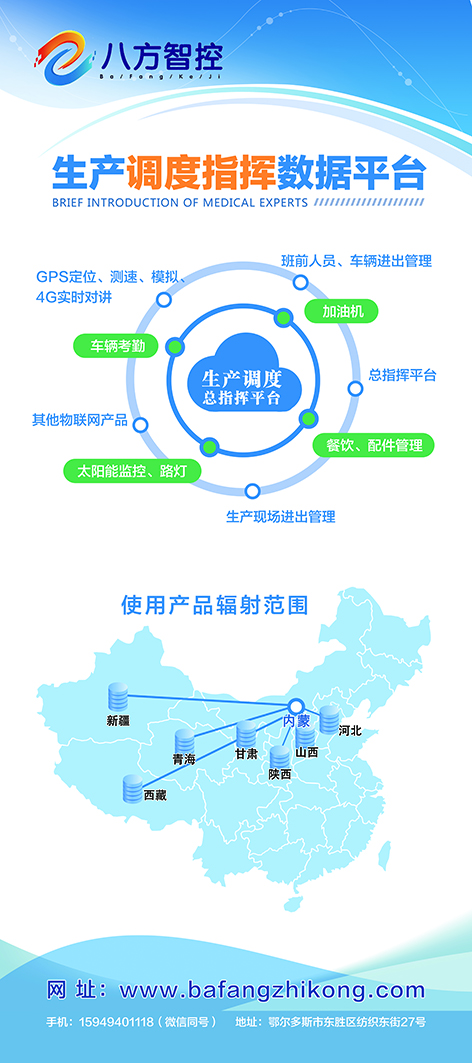 八方智控
Ba/Fang/Ke/Ji
生产调度指挥数据平台
BRIEF INTRODUCTION OF MEDICAL EXPERTS
班前人员、车辆进出管理
GPS定位、测速、模拟、
4G实时对讲
加油机
车辆考勤
总指挥平台
生产调度
总指挥平台
其他物联网产品
餐饮、配件管理
太阳能监控、路灯
生产现场进出管理
使用产品辐射范围
新疆
内蒙
河北
青海
甘肃
山西
陕西
西藏
网 址：www.bafangzhikong.com
手机：15949401118（微信同号） 地址：鄂尔多斯市东胜区纺织东街27号